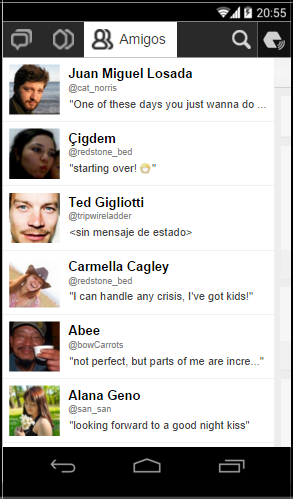 20:55
Amigos
Juan Miguel Losada
@cat_norris
"One of these days you just wanna do ...
Çigdem
@redstone_bed
"starting over! 😁"
Ted Gigliotti
@tripwireladder
<sin mensaje de estado>
Carmella Cagley
@redstone_bed
"I can handle any crisis, I've got kids!"
Abee
@bowCarrots
"not perfect, but parts of me are incre..."
Alana Geno
@san_san
"looking forward to a good night kiss"